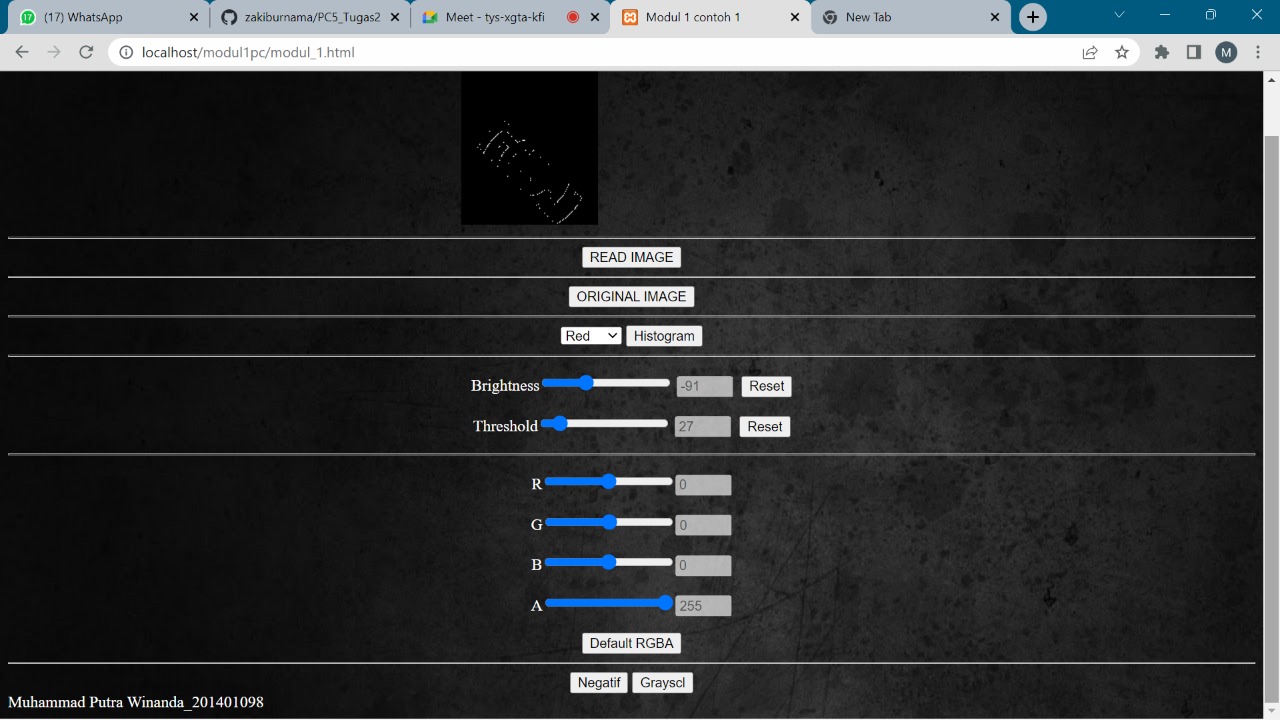 17
(17) WhatsApp
zakiburnama/PC5_Tugas2
Meet - tys-xgta-kfi
Modul 1 contoh 1
New Tab
localhost/modul1pc/modul_1.html
M
READ IMAGE
ORIGINAL IMAGE
Red Histogram
Brightness -91 Reset
Threshold 27 Reset
R 0
G 0
B 0
A 255
Default RGBA
Negatif Grayscl
Muhammad Putra Winanda_201401098